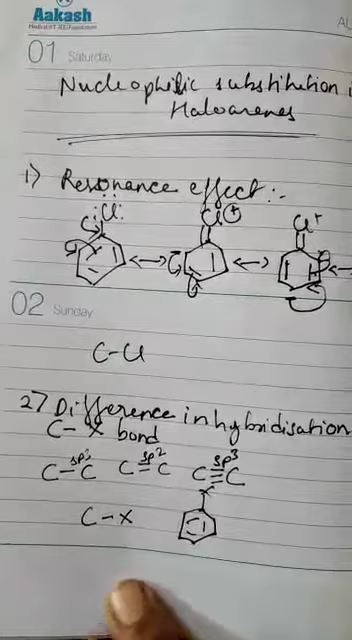 Aakash
01 Saturday
Nucleophilic substitution
Haloarenes
1) Resonance effect:-
:Cl: Cl+ Cl+
02 Sunday
C-Cl
2) Difference in hybridisation
C-X bond
sp3 sp2 sp3
C-C C=C C≡C
X
C-X